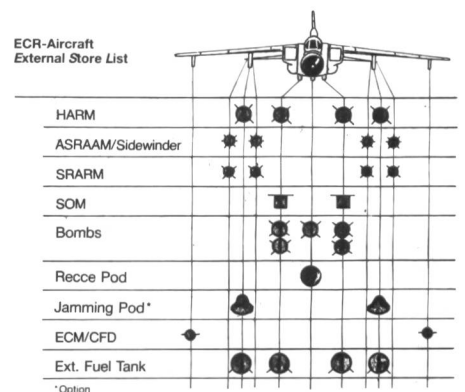 ECR-Aircraft
External Store List
HARM
ASRAAM/Sidewinder
SRARM
SOM
Bombs
Recce Pod
Jamming Pod*
ECM/CFD
Ext. Fuel Tank
*Option